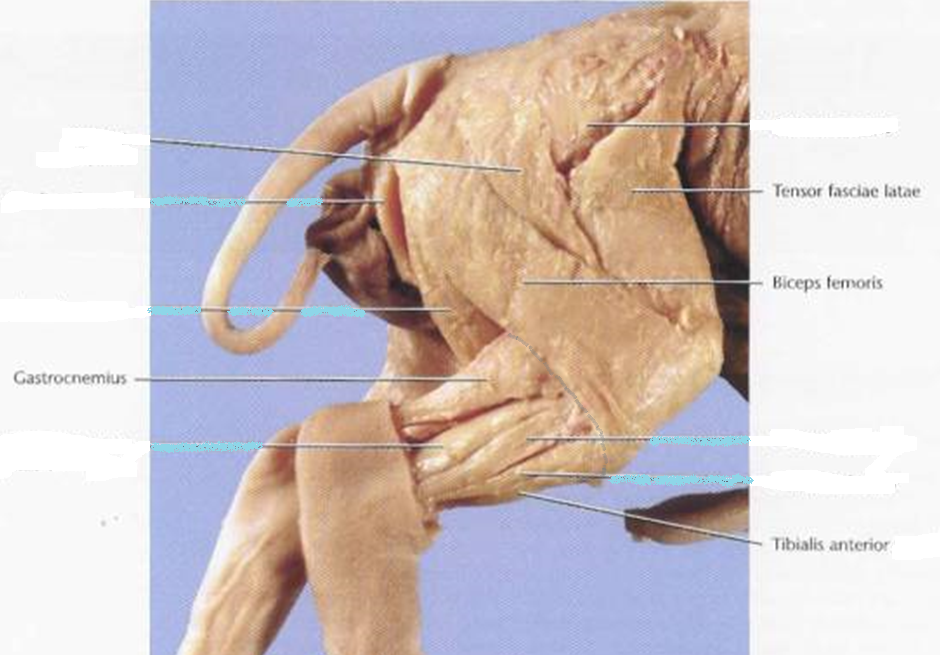 Tensor fasciae latae
Biceps femoris
Gastrocnemius
Tibialis anterior